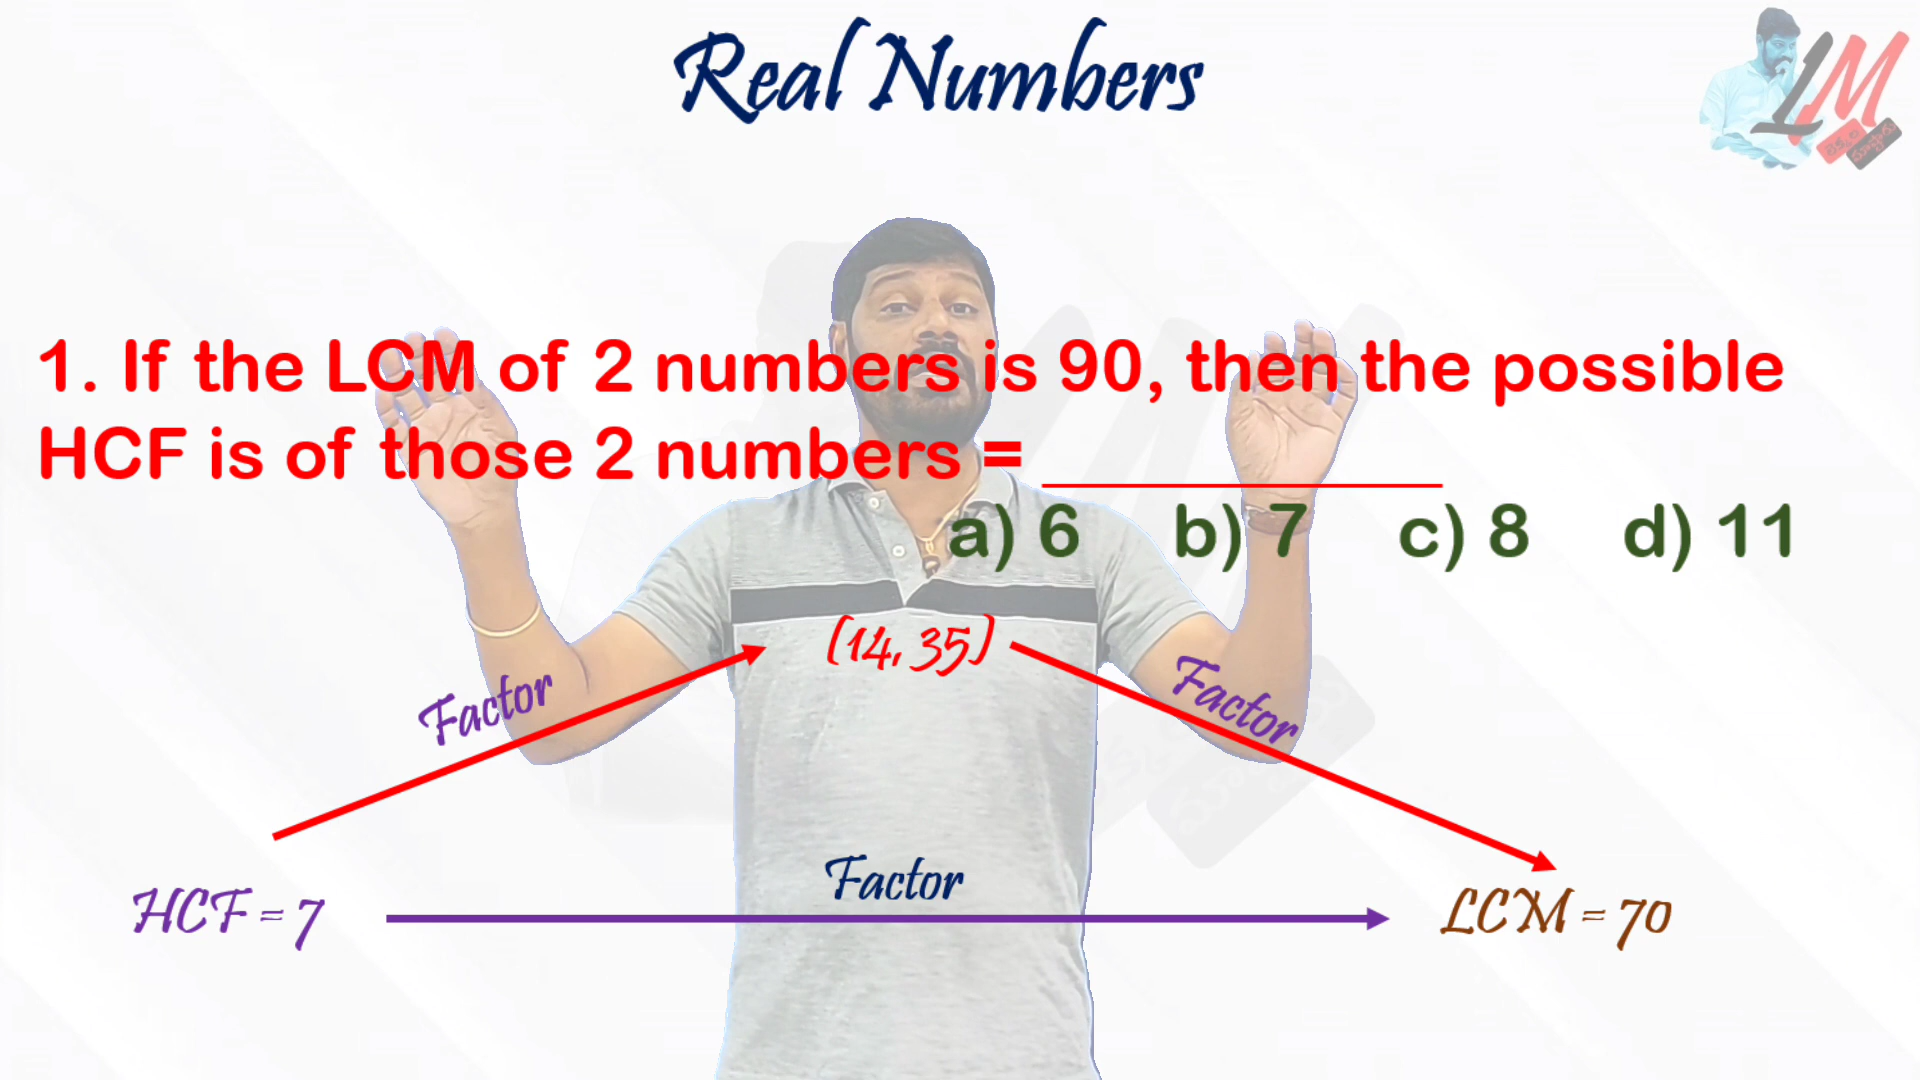 Real Numbers
LM
1. If the LCM of 2 numbers is 90, then the possible
HCF is of those 2 numbers = ____________
a) 6 b) 7 c) 8 d) 11
(14, 35)
Factor
Factor
Factor
HCF = 7
LCM = 70